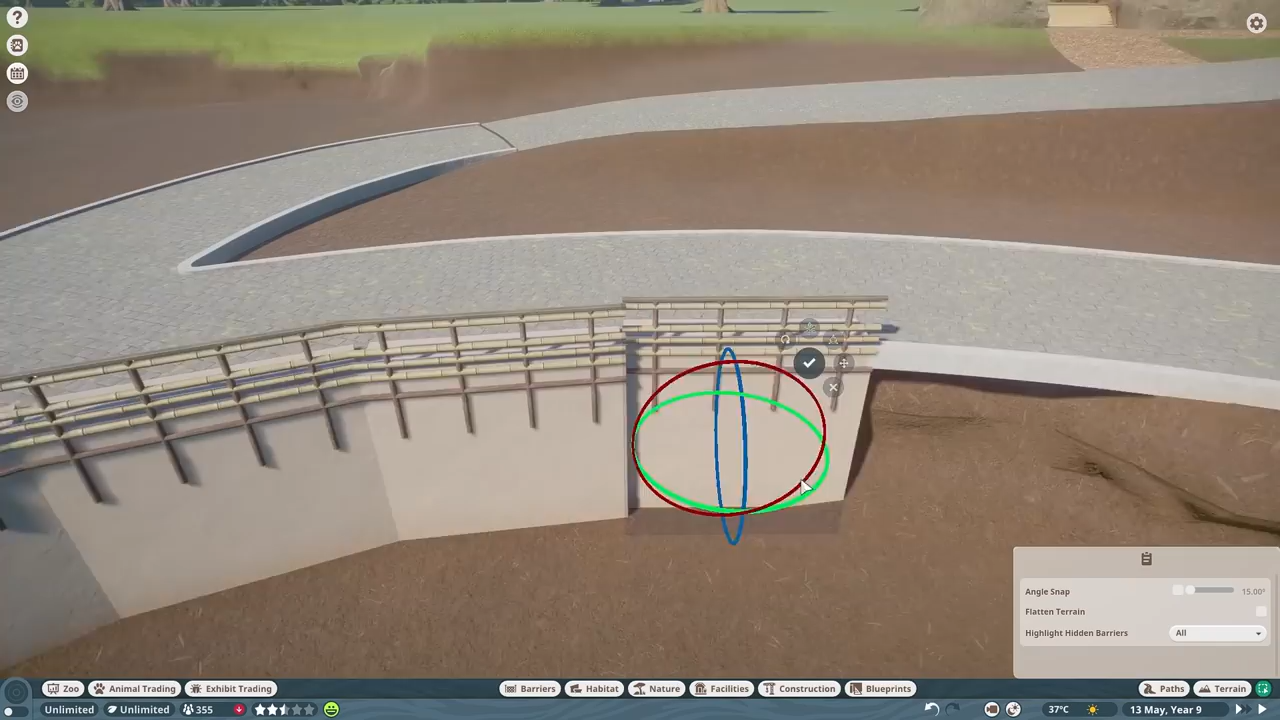 ?
Angle Snap 15.00°
Flatten Terrain
Highlight Hidden Barriers All
Zoo Animal Trading Exhibit Trading Barriers Habitat Nature Facilities Construction Blueprints Paths Terrain
Unlimited Unlimited 355 37°C 13 May, Year 9